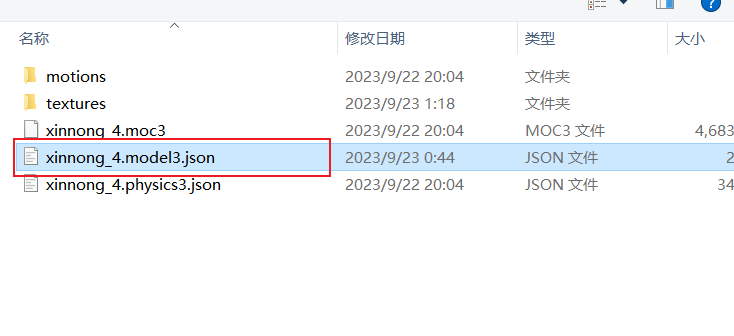 名称 修改日期 类型 大小
motions 2023/9/22 20:04 文件夹
textures 2023/9/23 1:18 文件夹
xinnong_4.moc3 2023/9/22 20:04 MOC3 文件 4,683
xinnong_4.model3.json 2023/9/23 0:44 JSON 文件 2
xinnong_4.physics3.json 2023/9/22 20:04 JSON 文件 34